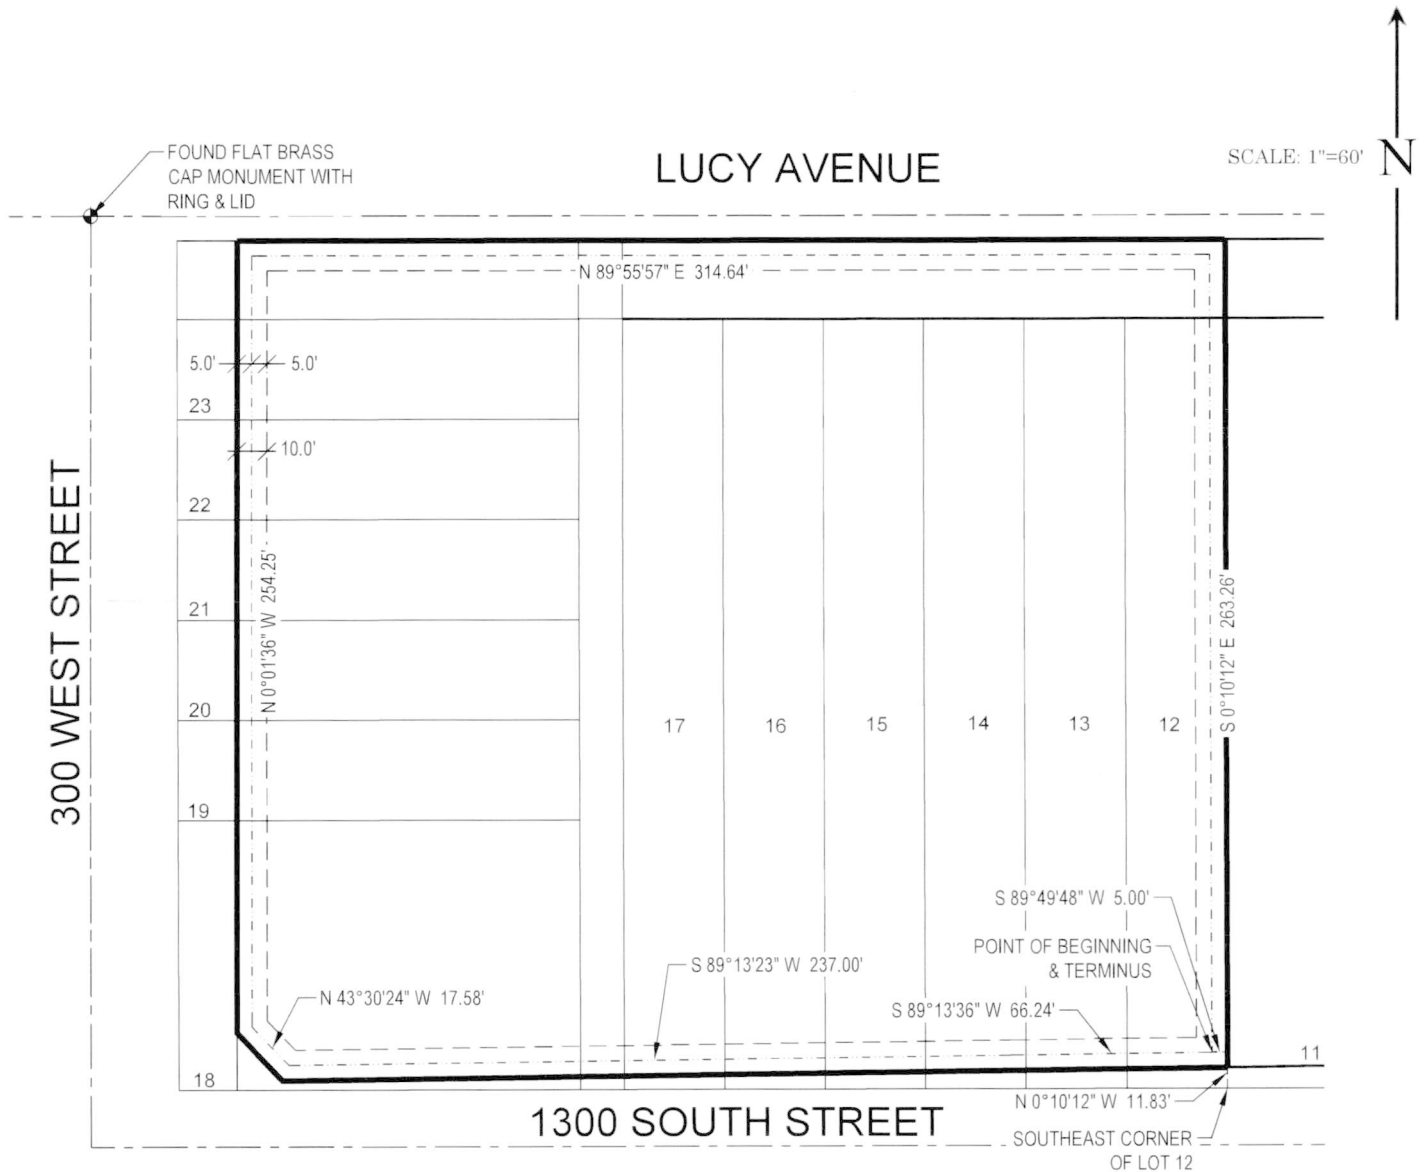 FOUND FLAT BRASS
CAP MONUMENT WITH
RING & LID
LUCY AVENUE
SCALE: 1"=60'
N
N 89°55'57" E 314.64'
5.0'
5.0'
23
10.0'
22
21
20
19
18
300 WEST STREET
N 0°01'36" W 254.25'
17
16
15
14
13
12
S 0°10'12" E 263.26'
S 89°49'48" W 5.00'
POINT OF BEGINNING
& TERMINUS
S 89°13'23" W 237.00'
N 43°30'24" W 17.58'
S 89°13'36" W 66.24'
11
1300 SOUTH STREET
N 0°10'12" W 11.83'
SOUTHEAST CORNER
OF LOT 12